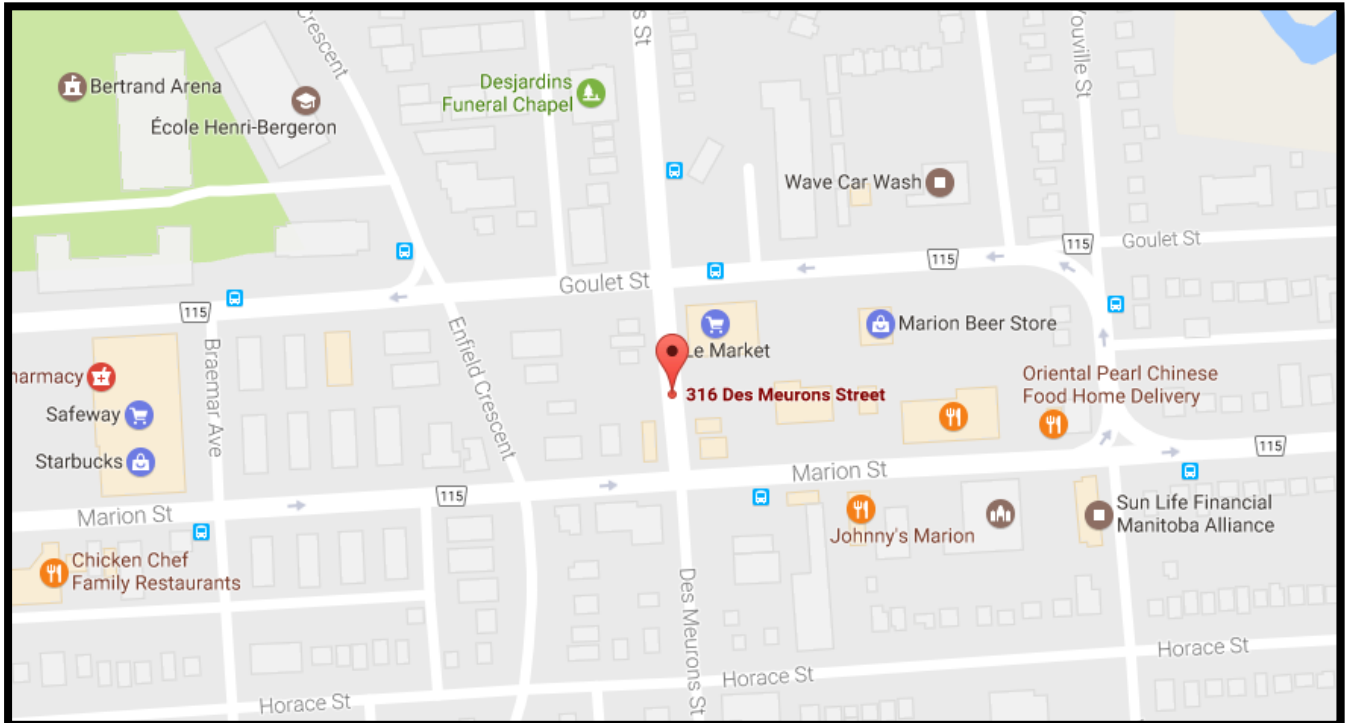 Crescent
s St
Youville St
Bertrand Arena
École Henri-Bergeron
Desjardins
Funeral Chapel
Wave Car Wash
115
Goulet St
115
Goulet St
115
Enfield Crescent
Braemar Ave
Le Market
Marion Beer Store
316 Des Meurons Street
Oriental Pearl Chinese
Food Home Delivery
harmacy
Safeway
Starbucks
Marion St
115
115
Marion St
Johnny's Marion
Sun Life Financial
Manitoba Alliance
Chicken Chef
Family Restaurants
Des Meurons St
Horace St
Horace St
Horace St